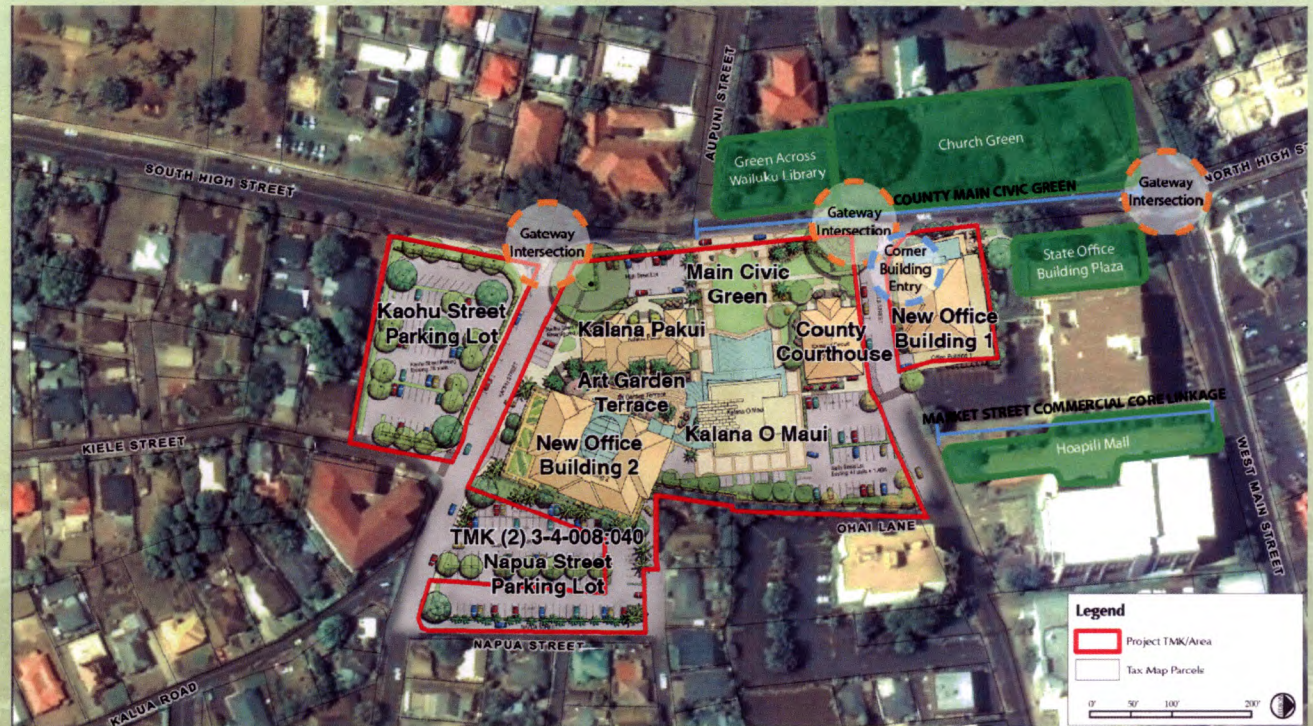 AUPUNI STREET
SOUTH HIGH STREET
Green Across
Wailuku Library
Church Green
COUNTY MAIN CIVIC GREEN
NORTH HIGH ST
Gateway
Intersection
Gateway
Intersection
Gateway
Intersection
Corner
Building
Entry
State Office
Building Plaza
Kaohu Street
Parking Lot
Main Civic
Green
Kalana Pakui
County
Courthouse
New Office
Building 1
Art Garden
Terrace
Kalana O Maui
Kalana O Maui
New Office
Building 2
MARKET STREET COMMERCIAL CORE LINKAGE
Hoapili Mall
WEST MAIN STREET
KIELE STREET
OHAI LANE
TMK (2) 3-4-008:040
Napua Street
Parking Lot
NAPUA STREET
KALUA ROAD
Legend
Project TMK/Area
Tax Map Parcels
0' 50' 100' 200'